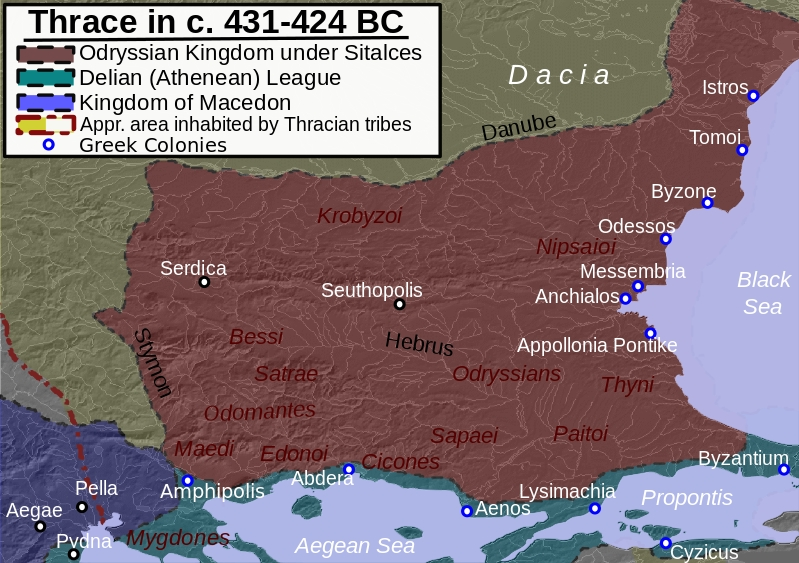 Thrace in c. 431-424 BC
Odryssian Kingdom under Sitalces
Delian (Athenean) League
Kingdom of Macedon
Appr. area inhabited by Thracian tribes
Greek Colonies
Dacia
Istros
Danube
Tomoi
Byzone
Krobyzoi
Odessos
Nipsaioi
Serdica
Messembria
Black
Sea
Seuthopolis
Anchialos
Stymon
Bessi
Hebrus
Appollonia Pontike
Satrae
Odryssians
Thyni
Odomantes
Sapaei
Paitoi
Maedi
Edonoi
Cicones
Byzantium
Abdera
Pella
Amphipolis
Lysimachia
Propontis
Aegae
Aenos
Pydna
Mygdones
Aegean Sea
Cyzicus